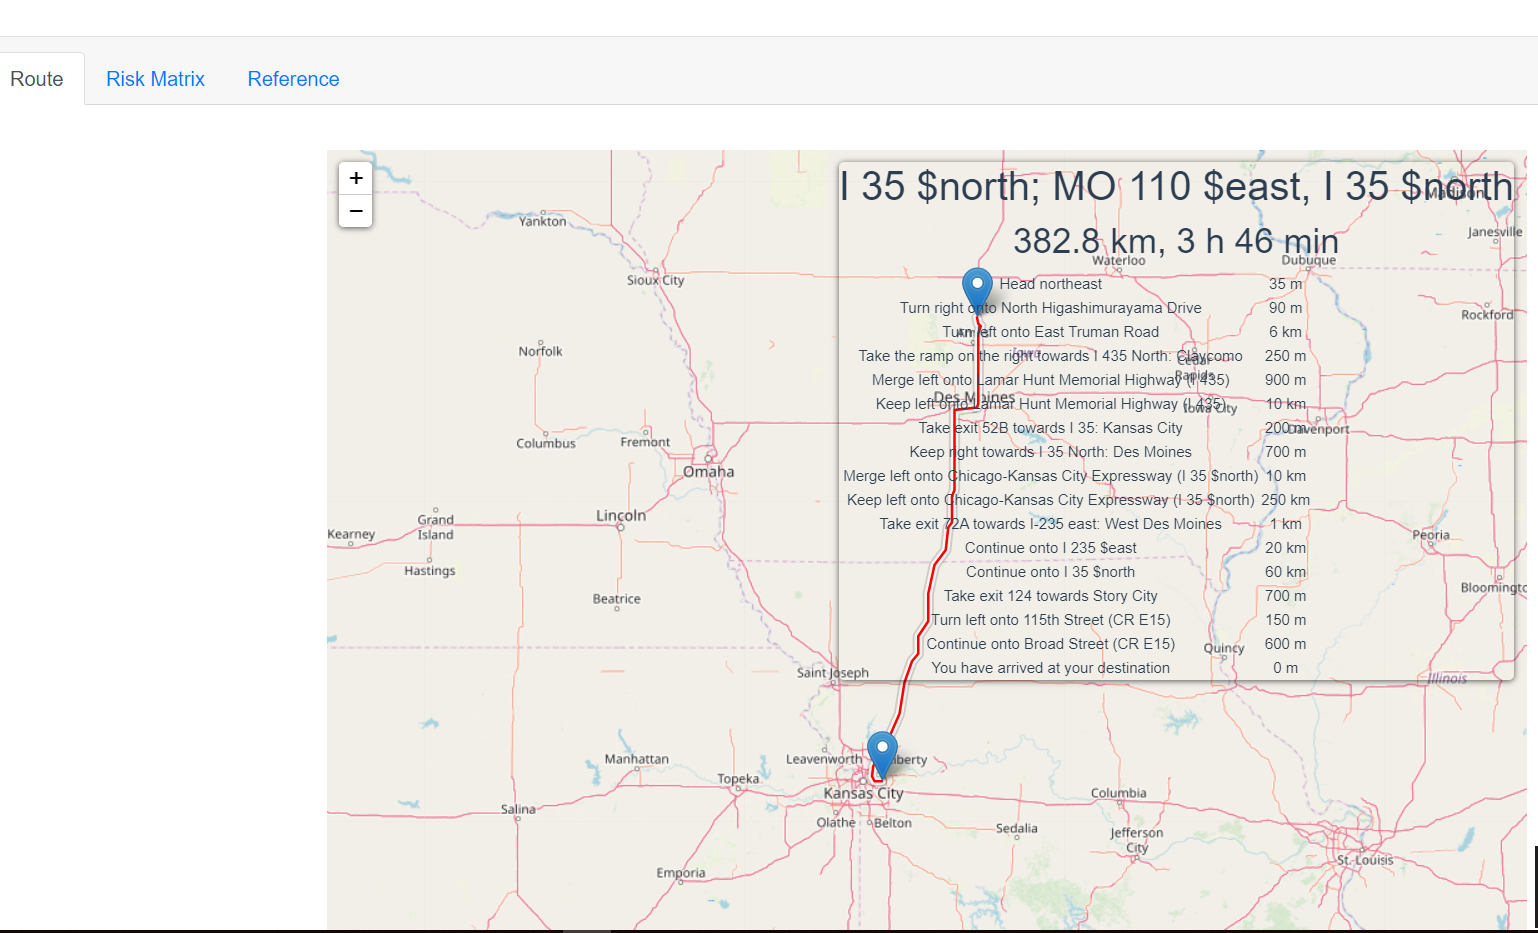 Route Risk Matrix Reference
+
−
I 35 $north; MO 110 $east, I 35 $north
382.8 km, 3 h 46 min
Head northeast 35 m
Turn right onto North Higashimurayama Drive 90 m
Turn left onto East Truman Road 6 km
Take the ramp on the right towards I 435 North: Claycomo 250 m
Merge left onto Lamar Hunt Memorial Highway (I 435) 900 m
Keep left onto Lamar Hunt Memorial Highway (I 435) 10 km
Take exit 52B towards I 35: Kansas City 200 m
Keep right towards I 35 North: Des Moines 700 m
Merge left onto Chicago-Kansas City Expressway (I 35 $north) 10 km
Keep left onto Chicago-Kansas City Expressway (I 35 $north) 250 km
Take exit 72A towards I-235 east: West Des Moines 1 km
Continue onto I 235 $east 20 km
Continue onto I 35 $north 60 km
Take exit 124 towards Story City 700 m
Turn left onto 115th Street (CR E15) 150 m
Continue onto Broad Street (CR E15) 600 m
You have arrived at your destination 0 m
Madison
Yankton
Janesville
Waterloo
Dubuque
Sioux City
Rockford
Norfolk
Iowa
Cedar
Rapids
Des Moines
Iowa City
Davenport
Columbus
Fremont
Omaha
Lincoln
Grand
Island
Kearney
Peoria
Hastings
Bloomingto
Beatrice
Quincy
Saint Joseph
Illinois
Manhattan
Leavenworth
Liberty
Topeka
Kansas City
Columbia
Salina
Olathe
Belton
Sedalia
Jefferson
City
St. Louis
Emporia